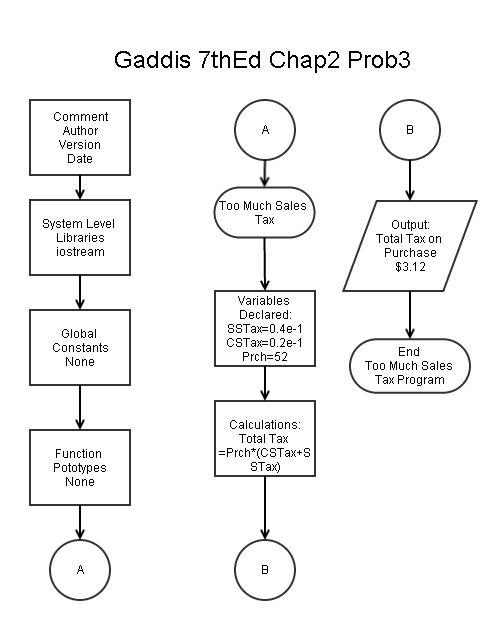 Gaddis 7thEd Chap2 Prob3
Comment
Author
Version
Date
System Level
Libraries
iostream
Global
Constants
None
Function
Pototypes
None
A
A
Too Much Sales
Tax
Variables
Declared:
SSTax=0.4e-1
CSTax=0.2e-1
Prch=52
Calculations:
Total Tax
=Prch*(CSTax+S
STax)
B
B
Output:
Total Tax on
Purchase
$3.12
End
Too Much Sales
Tax Program